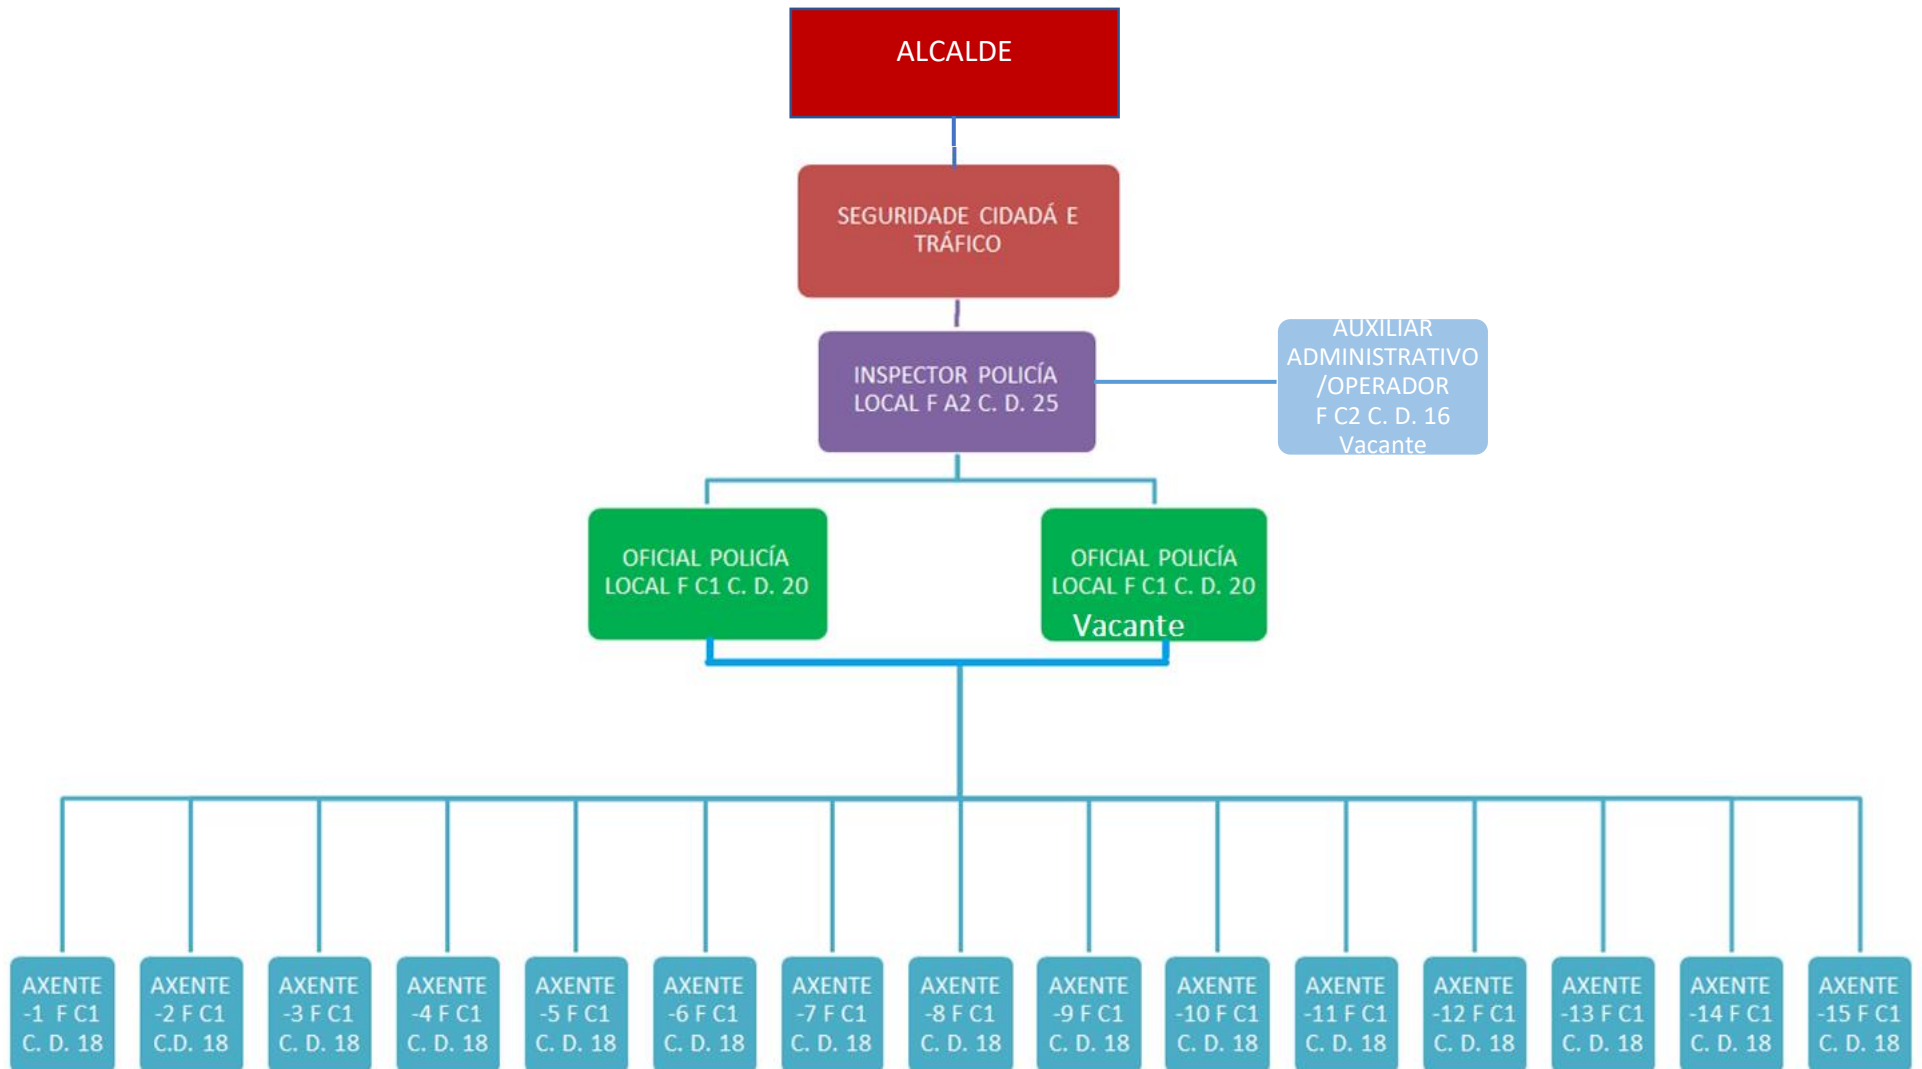 ALCALDE
SEGURIDADE CIDADÁ E
TRÁFICO
INSPECTOR POLICÍA
LOCAL F A2 C. D. 25
AUXILIAR
ADMINISTRATIVO
/OPERADOR
F C2 C. D. 16
Vacante
OFICIAL POLICÍA
LOCAL F C1 C. D. 20
OFICIAL POLICÍA
LOCAL F C1 C. D. 20
Vacante
AXENTE
-1 F C1
C. D. 18
AXENTE
-2 F C1
C.D. 18
AXENTE
-3 F C1
C. D. 18
AXENTE
-4 F C1
C. D. 18
AXENTE
-5 F C1
C. D. 18
AXENTE
-6 F C1
C. D. 18
AXENTE
-7 F C1
C. D. 18
AXENTE
-8 F C1
C. D. 18
AXENTE
-9 F C1
C. D. 18
AXENTE
-10 F C1
C. D. 18
AXENTE
-11 F C1
C. D. 18
AXENTE
-12 F C1
C. D. 18
AXENTE
-13 F C1
C. D. 18
AXENTE
-14 F C1
C. D. 18
AXENTE
-15 F C1
C. D. 18